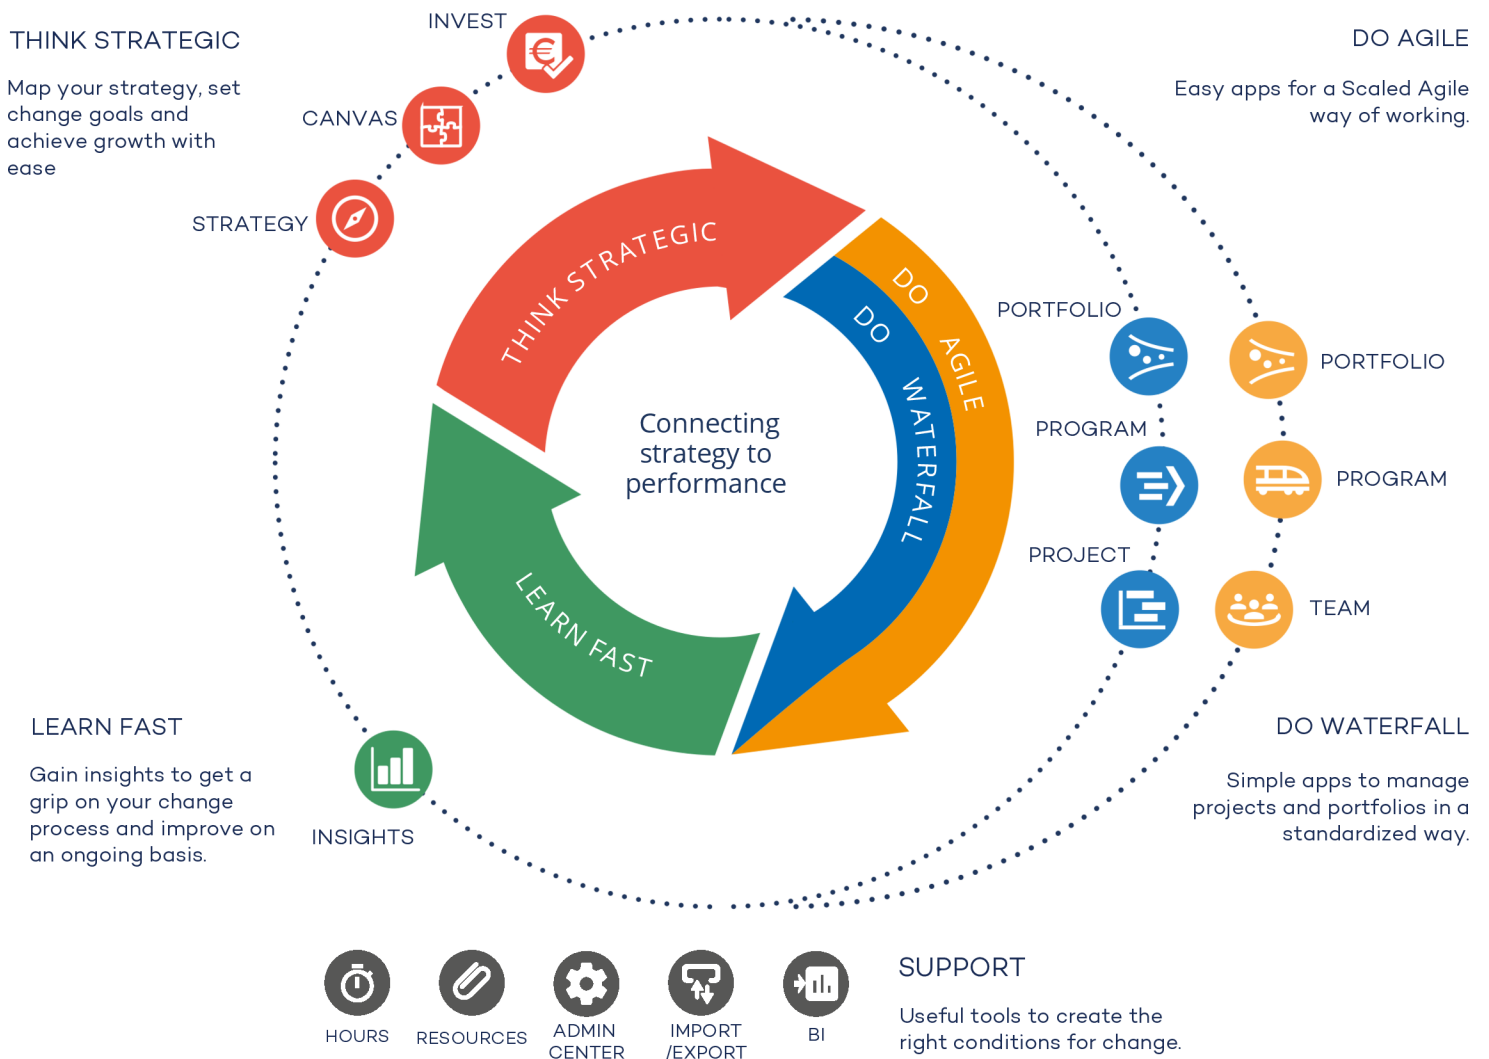 THINK STRATEGIC
Map your strategy, set
change goals and
achieve growth with
ease
INVEST
CANVAS
STRATEGY
DO AGILE
Easy apps for a Scaled Agile
way of working.
THINK STRATEGIC
DO AGILE
DO WATERFALL
LEARN FAST
Connecting
strategy to
performance
PORTFOLIO
PROGRAM
PROJECT
PORTFOLIO
PROGRAM
TEAM
LEARN FAST
Gain insights to get a
grip on your change
process and improve on
an ongoing basis.
INSIGHTS
DO WATERFALL
Simple apps to manage
projects and portfolios in a
standardized way.
HOURS
RESOURCES
ADMIN
CENTER
IMPORT
/EXPORT
BI
SUPPORT
Useful tools to create the
right conditions for change.